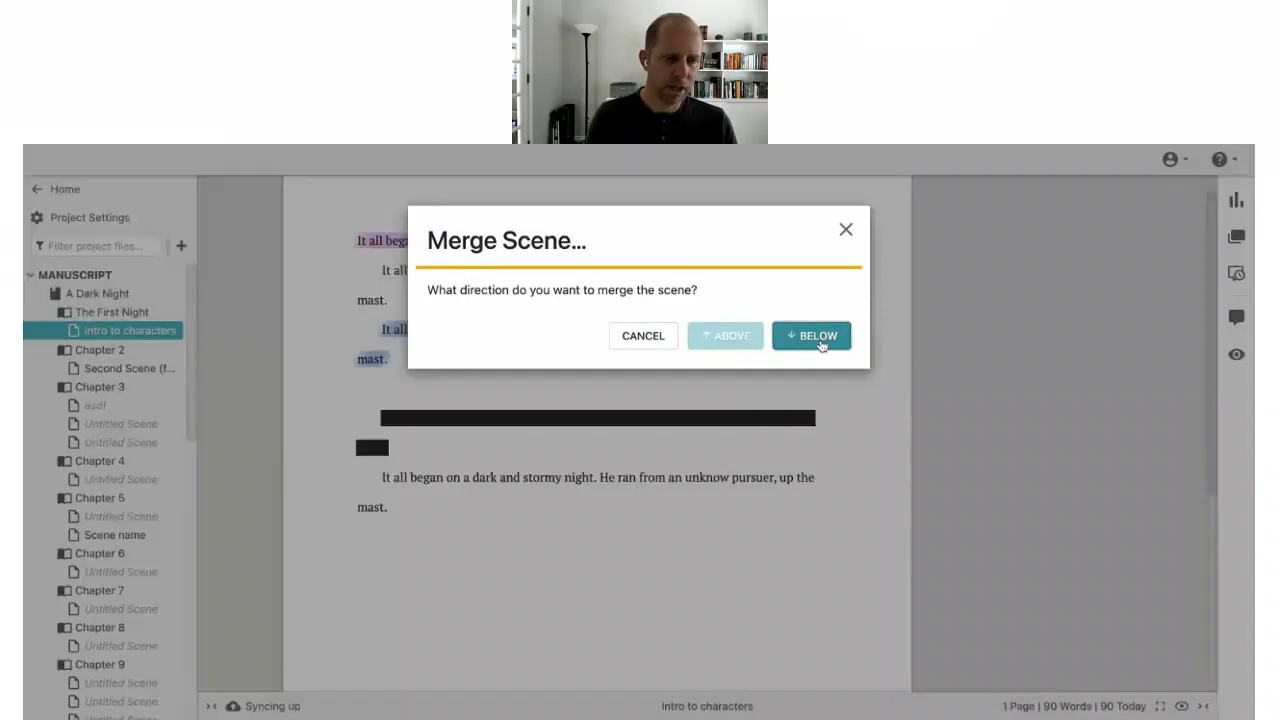 Home
Project Settings
Filter project files...
MANUSCRIPT
A Dark Night
The First Night
Intro to characters
Chapter 2
Second Scene (f...
Chapter 3
asdf
Untitled Scene
Untitled Scene
Chapter 4
Untitled Scene
Chapter 5
Untitled Scene
Scene name
Chapter 6
Untitled Scene
Chapter 7
Untitled Scene
Chapter 8
Untitled Scene
Chapter 9
Untitled Scene
Untitled Scene
It all bega
It all
mast.
It all
mast.
Merge Scene...
What direction do you want to merge the scene?
CANCEL
ABOVE
BELOW
It all began on a dark and stormy night. He ran from an unknow pursuer, up the
mast.
Syncing up
Intro to characters
1 Page | 90 Words | 90 Today